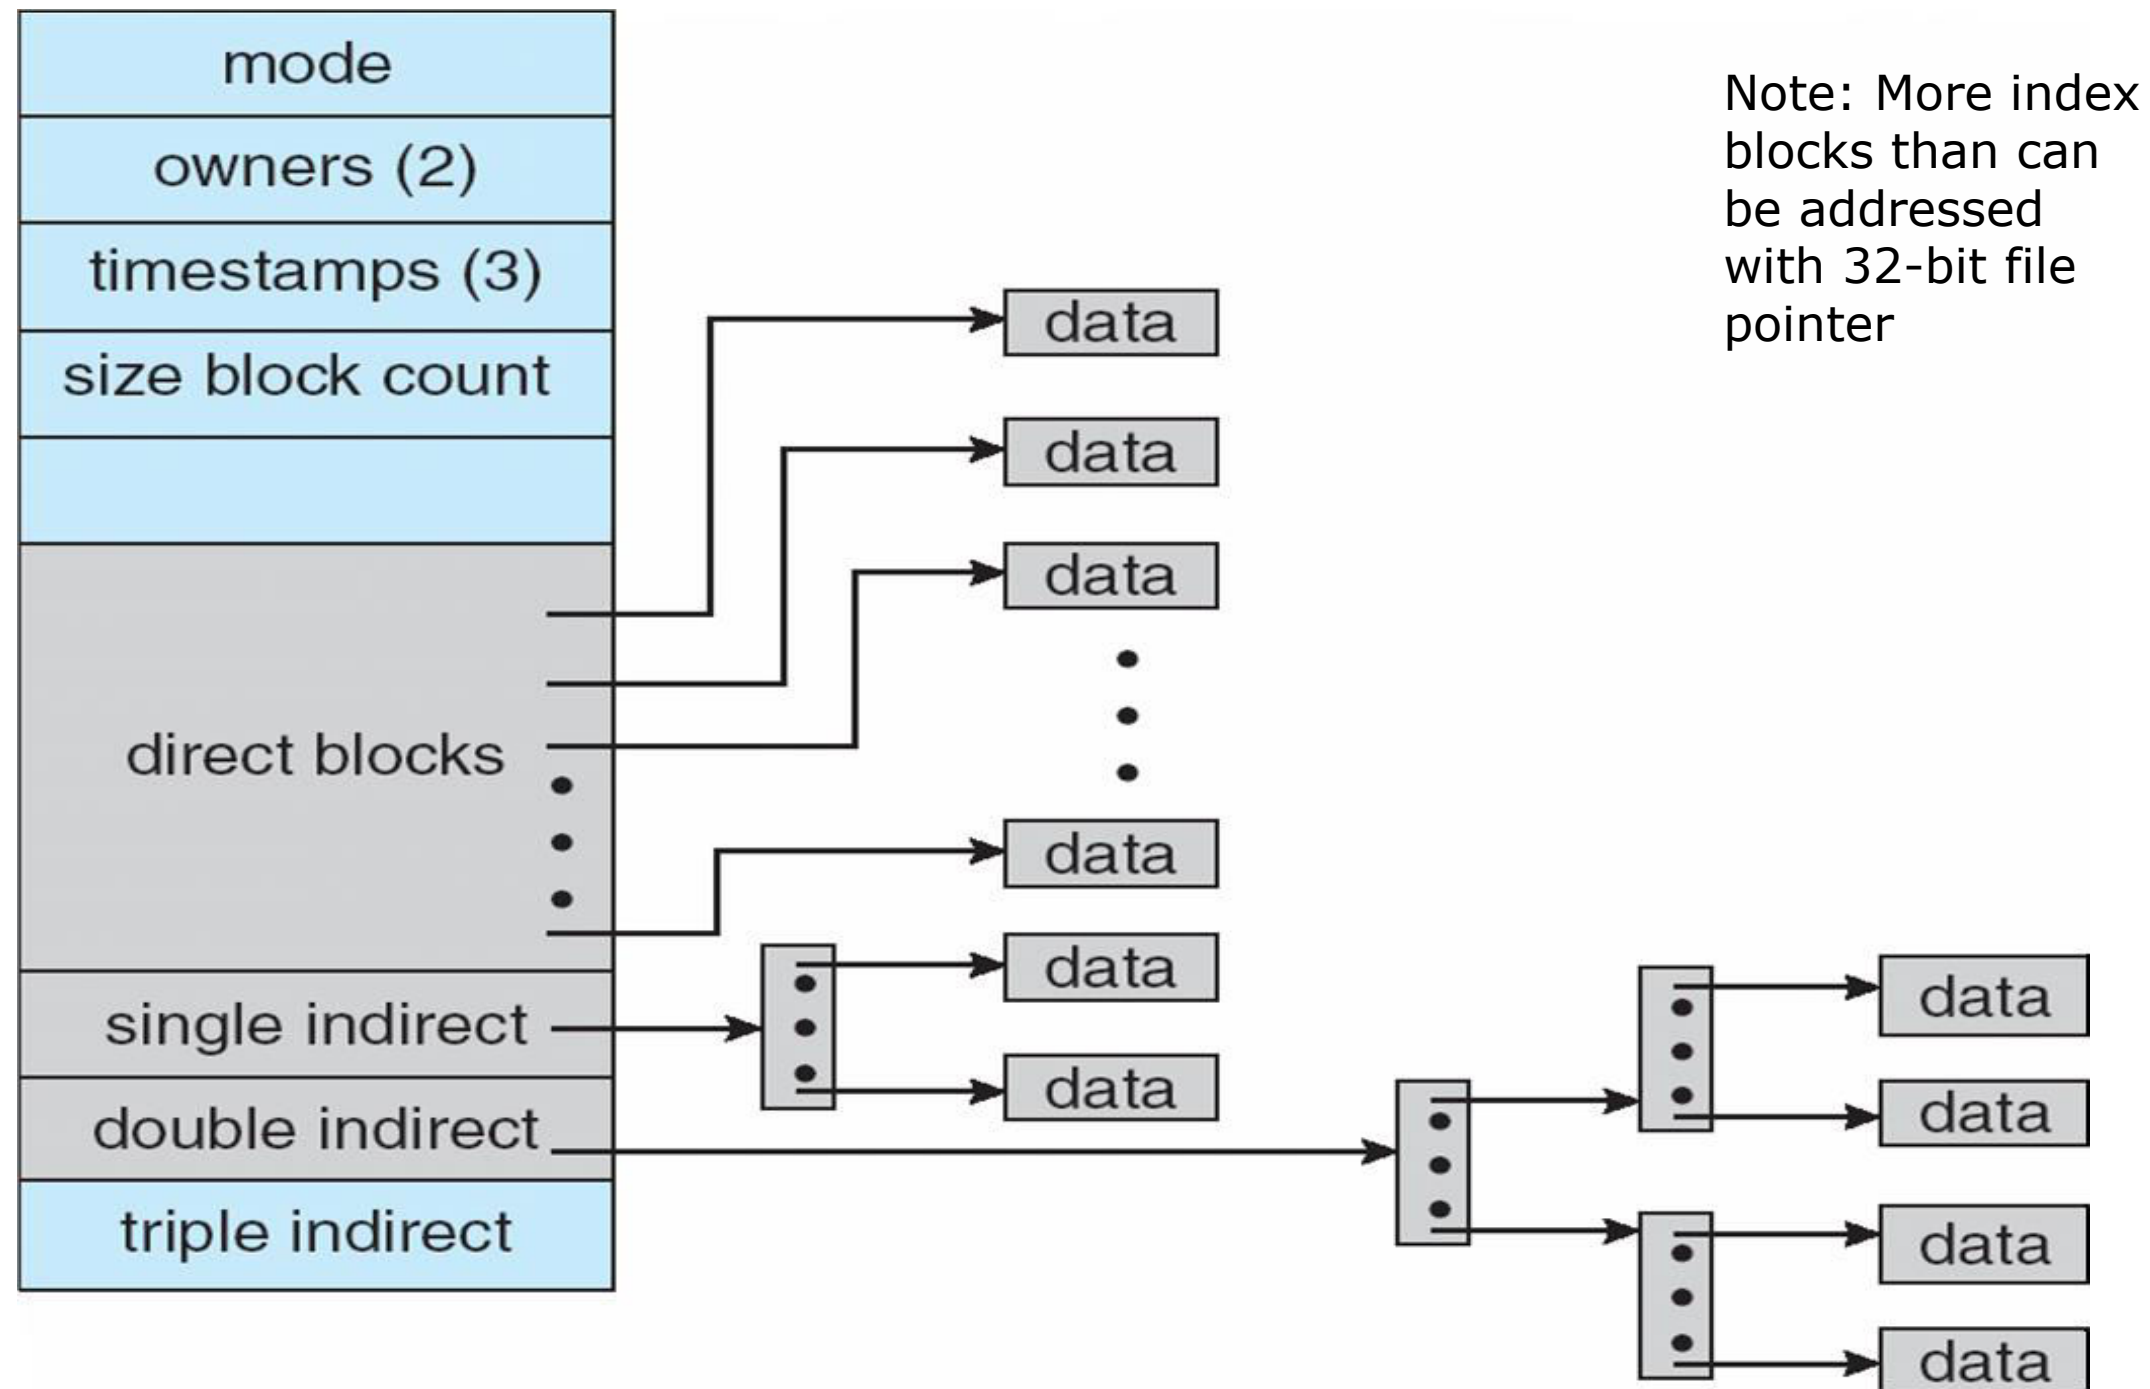 mode
owners (2)
timestamps (3)
size block count
direct blocks
single indirect
double indirect
triple indirect
data
data
data
data
data
data
data
data
data
data
Note: More index
blocks than can
be addressed
with 32-bit file
pointer